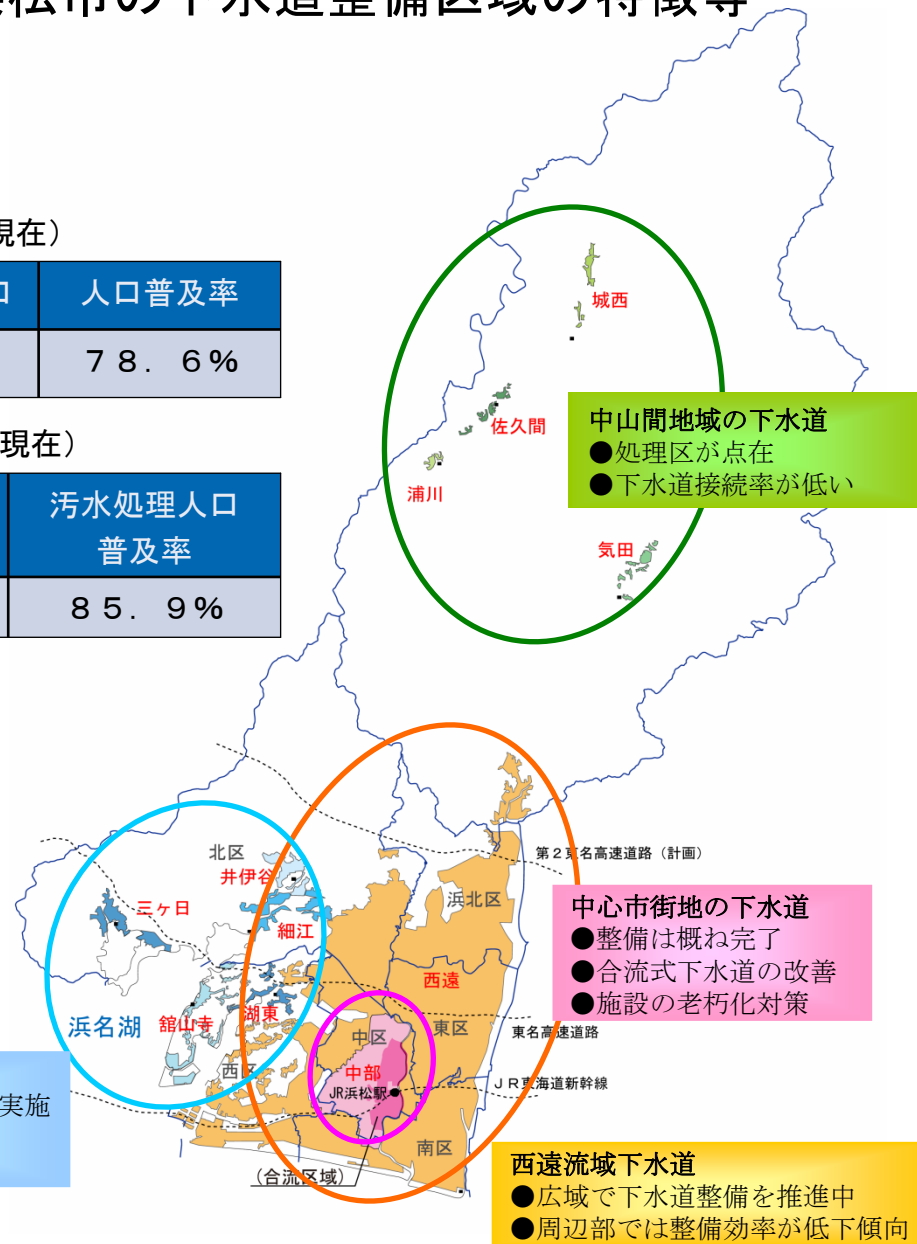 松市の下水道整備区域の特徴等
現在）
人口普及率
７８．６%
現在）
汚水処理人口
普及率
８５．９%
城西
佐久間
浦川
気田
中山間地域の下水道
●処理区が点在
●下水道接続率が低い
第２東名高速道路（計画）
北区
井伊谷
三ヶ日
細江
浜北区
中心市街地の下水道
●整備は概ね完了
●合流式下水道の改善
●施設の老朽化対策
西遠
浜名湖
舘山寺
湖東
中区
東区
東名高速道路
西区
中部
JR浜松駅
ＪＲ東海道新幹線
実施
南区
（合流区域）
西遠流域下水道
●広域で下水道整備を推進中
●周辺部では整備効率が低下傾向